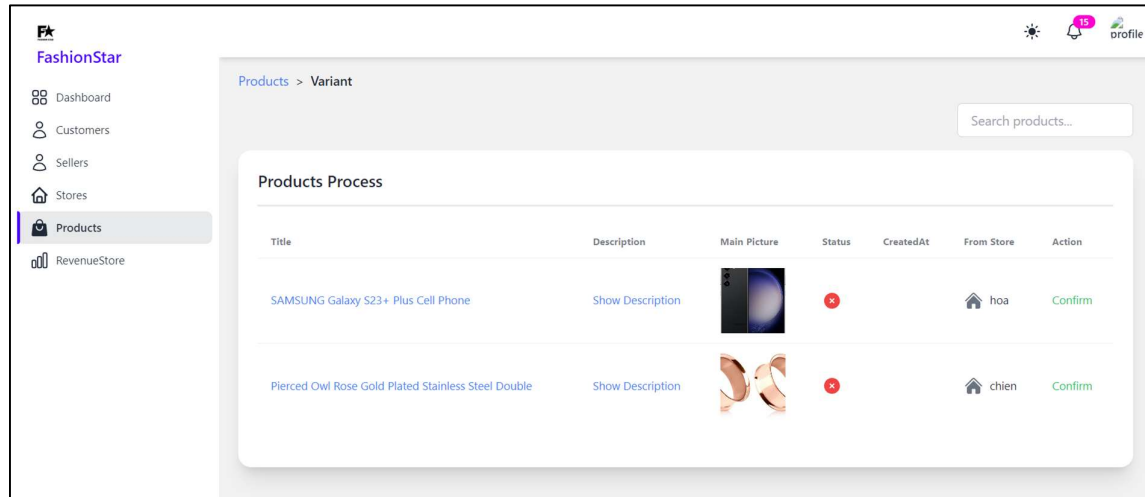 FashionStar
Dashboard
Customers
Sellers
Stores
Products
RevenueStore
15
profile
Products > Variant
Search products...
Products Process
Title Description Main Picture Status CreatedAt From Store Action
SAMSUNG Galaxy S23+ Plus Cell Phone Show Description hoa Confirm
Pierced Owl Rose Gold Plated Stainless Steel Double Show Description chien Confirm